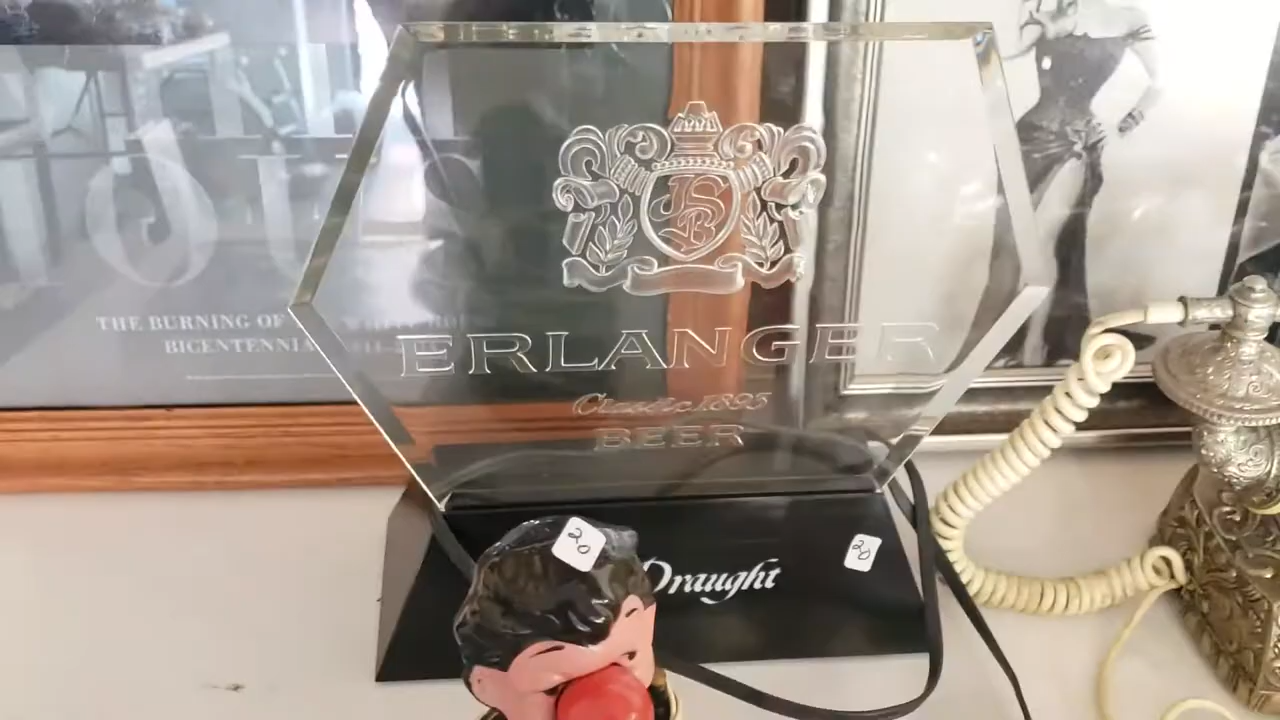 THE BURNING OF
BICENTENNIA
JSB
ERLANGER
Classic 1893
BEER
Draught
20
20